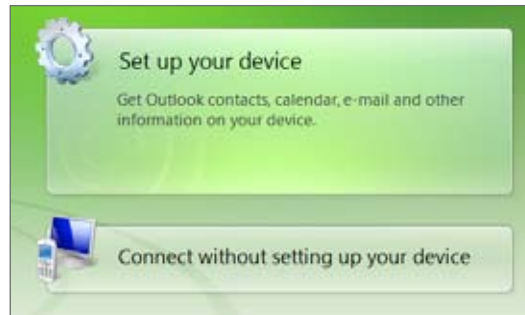 Set up your device
Get Outlook contacts, calendar, e-mail and other
information on your device.
Connect without setting up your device